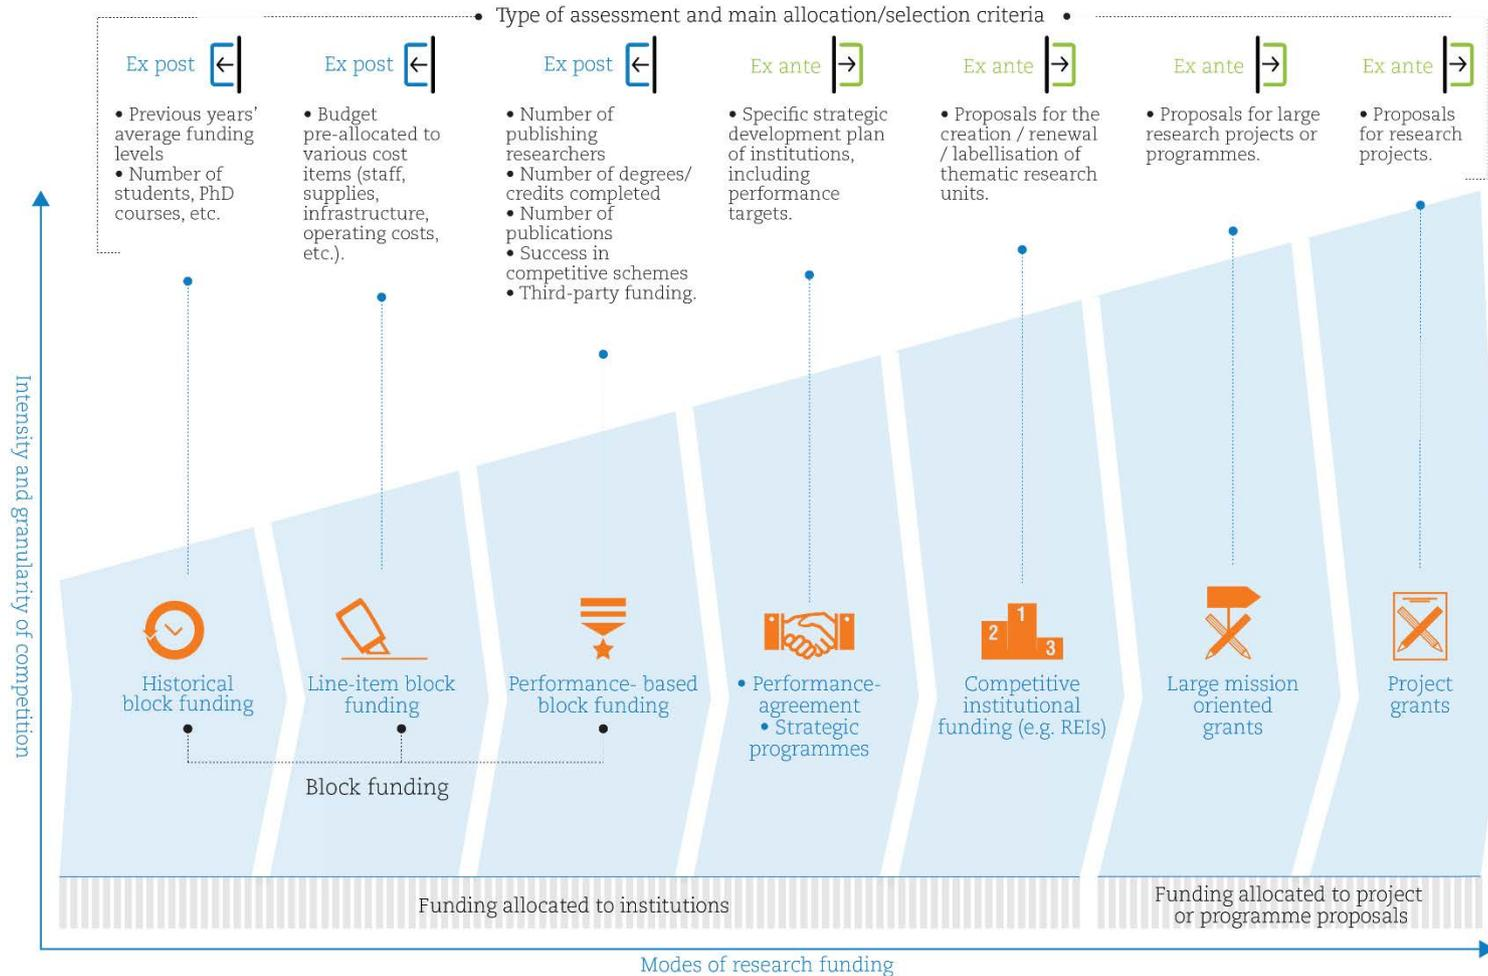 Type of assessment and main allocation/selection criteria
Ex post
• Previous years’
average funding
levels
• Number of
students, PhD
courses, etc.
Ex post
• Budget
pre-allocated to
various cost
items (staff,
supplies,
infrastructure,
operating costs,
etc.).
Ex post
• Number of
publishing
researchers
• Number of degrees/
credits completed
• Number of
publications
• Success in
competitive schemes
• Third-party funding.
Ex ante
• Specific strategic
development plan
of institutions,
including
performance
targets.
Ex ante
• Proposals for the
creation / renewal
/ labellisation of
thematic research
units.
Ex ante
• Proposals for large
research projects or
programmes.
Ex ante
• Proposals
for research
projects.
Intensity and granularity of competition
Historical
block funding
Line-item block
funding
Performance- based
block funding
• Performance-
agreement
• Strategic
programmes
2
1
3
Competitive
institutional
funding (e.g. REIs)
Large mission
oriented
grants
Project
grants
Block funding
Funding allocated to institutions
Funding allocated to project
or programme proposals
Modes of research funding